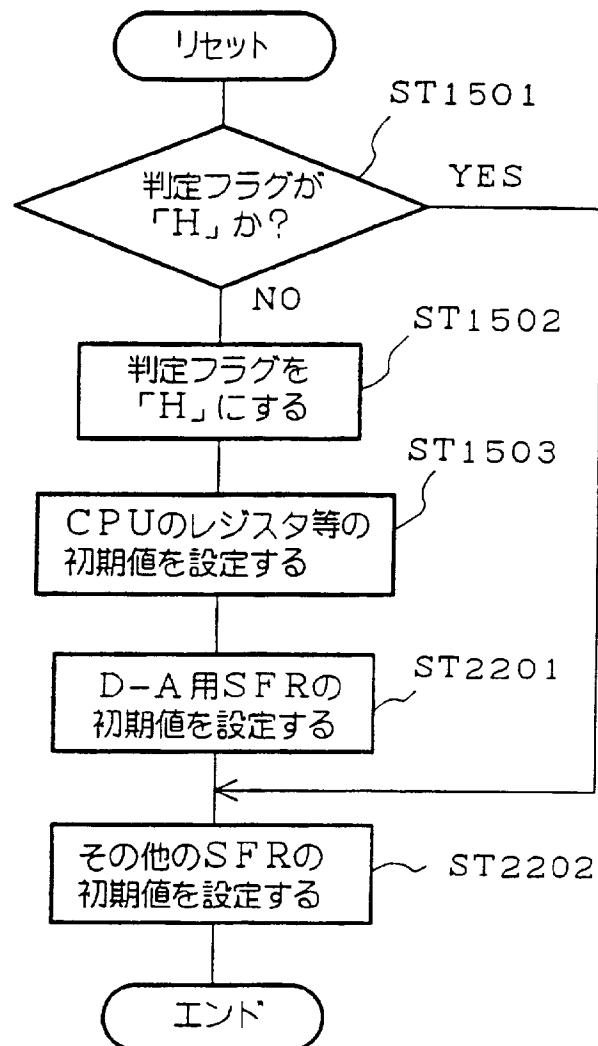 リセット
ST1501
判定フラグが
「H」か?
YES
NO
ST1502
判定フラグを
「H」にする
ST1503
CPUのレジスタ等の
初期値を設定する
ST2201
D-A用SFRの
初期値を設定する
その他のSFRの
初期値を設定する
ST2202
エンド